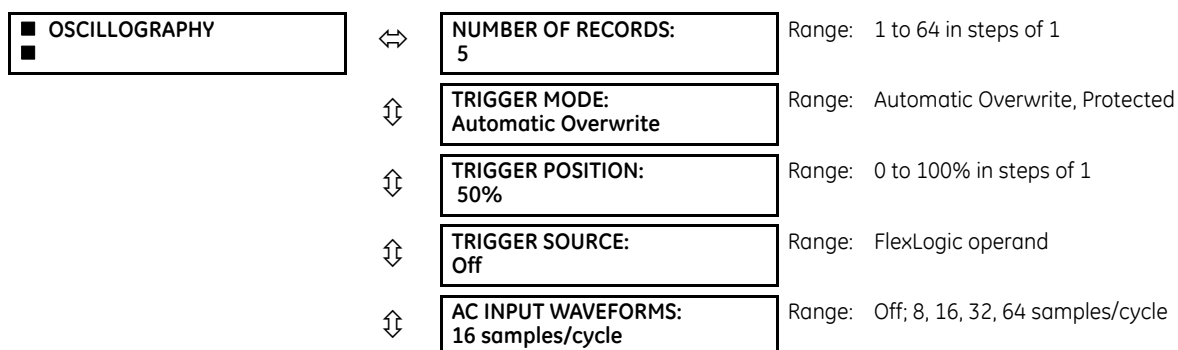 ■ OSCILLOGRAPHY
■
NUMBER OF RECORDS:
5
Range: 1 to 64 in steps of 1
TRIGGER MODE:
Automatic Overwrite
Range: Automatic Overwrite, Protected
TRIGGER POSITION:
50%
Range: 0 to 100% in steps of 1
TRIGGER SOURCE:
Off
Range: FlexLogic operand
AC INPUT WAVEFORMS:
16 samples/cycle
Range: Off; 8, 16, 32, 64 samples/cycle